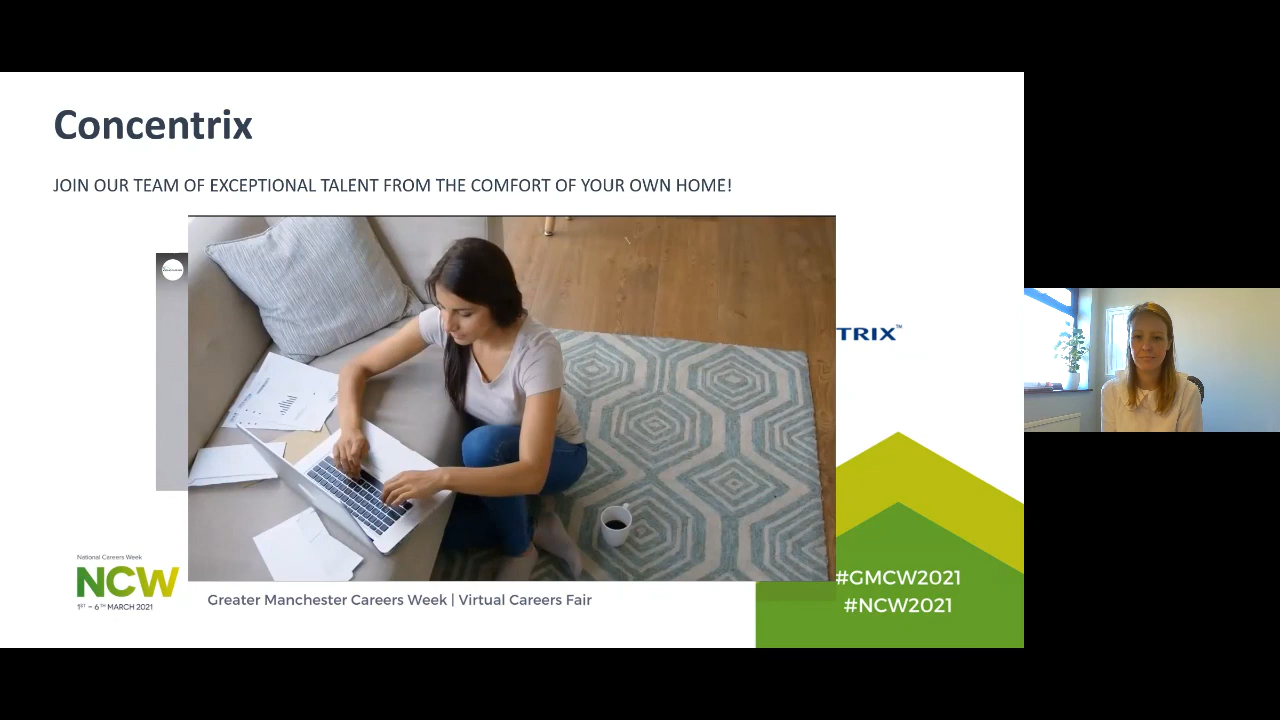 Concentrix
JOIN OUR TEAM OF EXCEPTIONAL TALENT FROM THE COMFORT OF YOUR OWN HOME!
TRIX™
National Careers Week
NCW
1ST – 6TH MARCH 2021
Greater Manchester Careers Week | Virtual Careers Fair
#GMCW2021
#NCW2021